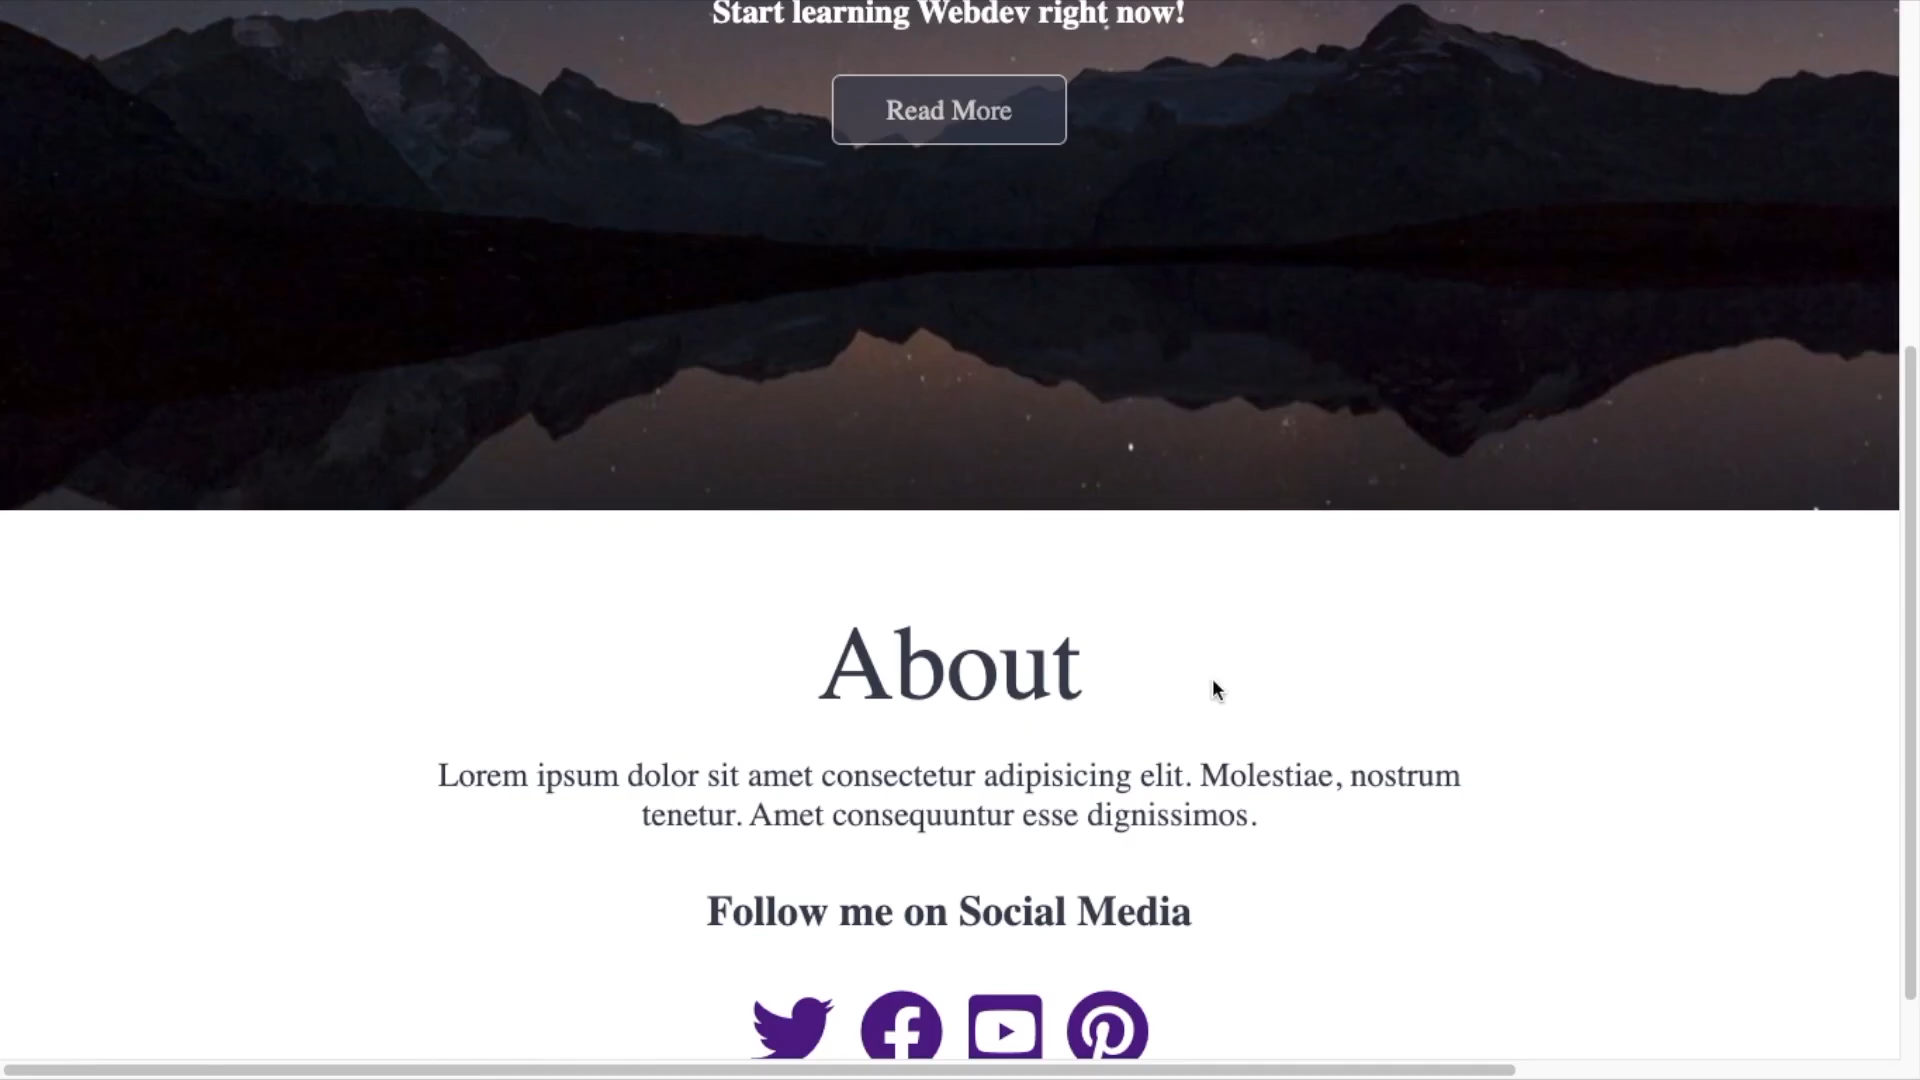 Start learning Webdev right now!
Read More
About
Lorem ipsum dolor sit amet consectetur adipisicing elit. Molestiae, nostrum
tenetur. Amet consequuntur esse dignissimos.
Follow me on Social Media